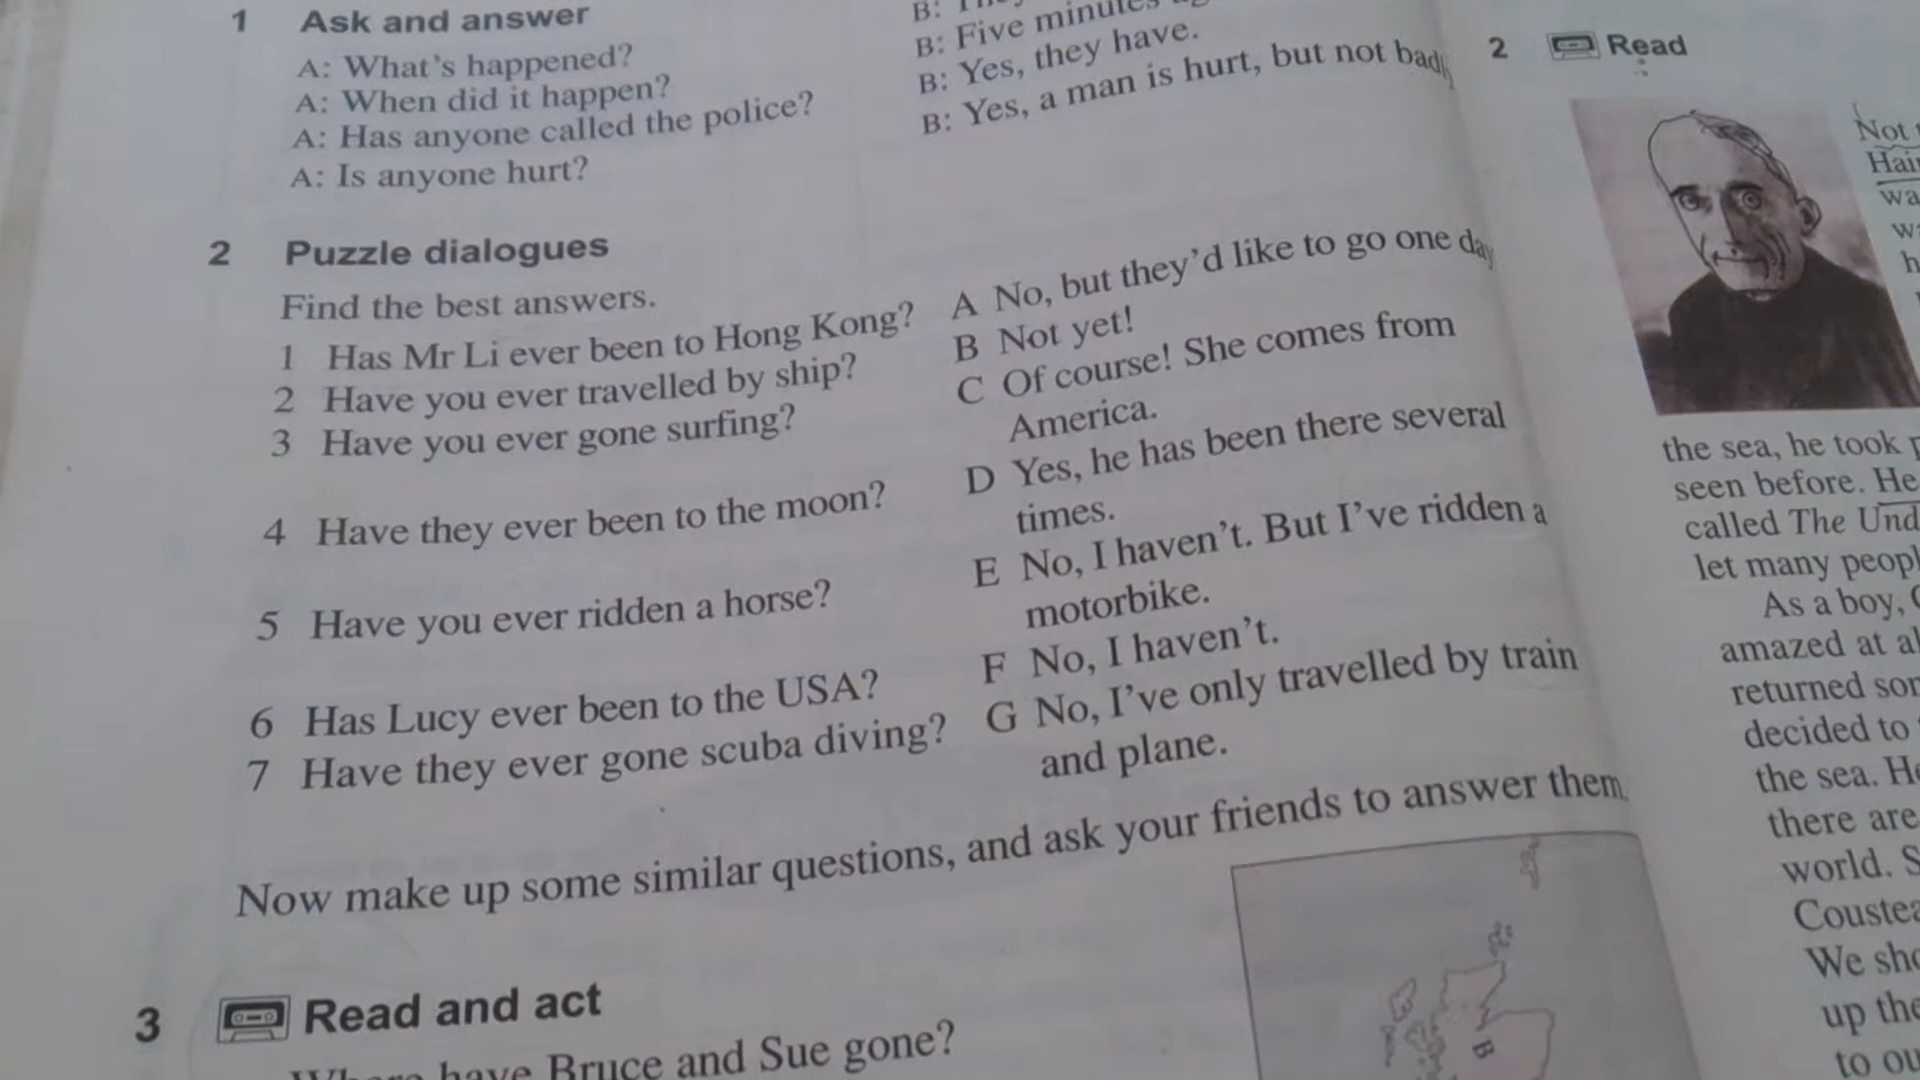 1 Ask and answer
A: What's happened?
A: When did it happen?
A: Has anyone called the police?
A: Is anyone hurt?
B:
B: Five minutes
B: Yes, they have.
B: Yes, a man is hurt, but not badly
2 Puzzle dialogues
Find the best answers.
1 Has Mr Li ever been to Hong Kong?
2 Have you ever travelled by ship?
3 Have you ever gone surfing?
4 Have they ever been to the moon?
5 Have you ever ridden a horse?
6 Has Lucy ever been to the USA?
7 Have they ever gone scuba diving?
A No, but they'd like to go one day
B Not yet!
C Of course! She comes from
America.
D Yes, he has been there several
times.
E No, I haven't. But I've ridden a
motorbike.
F No, I haven't.
G No, I've only travelled by train
and plane.
Now make up some similar questions, and ask your friends to answer them.
3 Read and act
have Bruce and Sue gone?
B
2 Read
Not
the sea, he took
seen before. He
called The
let many
As a boy,
amazed at
returned
decided to
the sea. He
there are
world.
We
up the
to